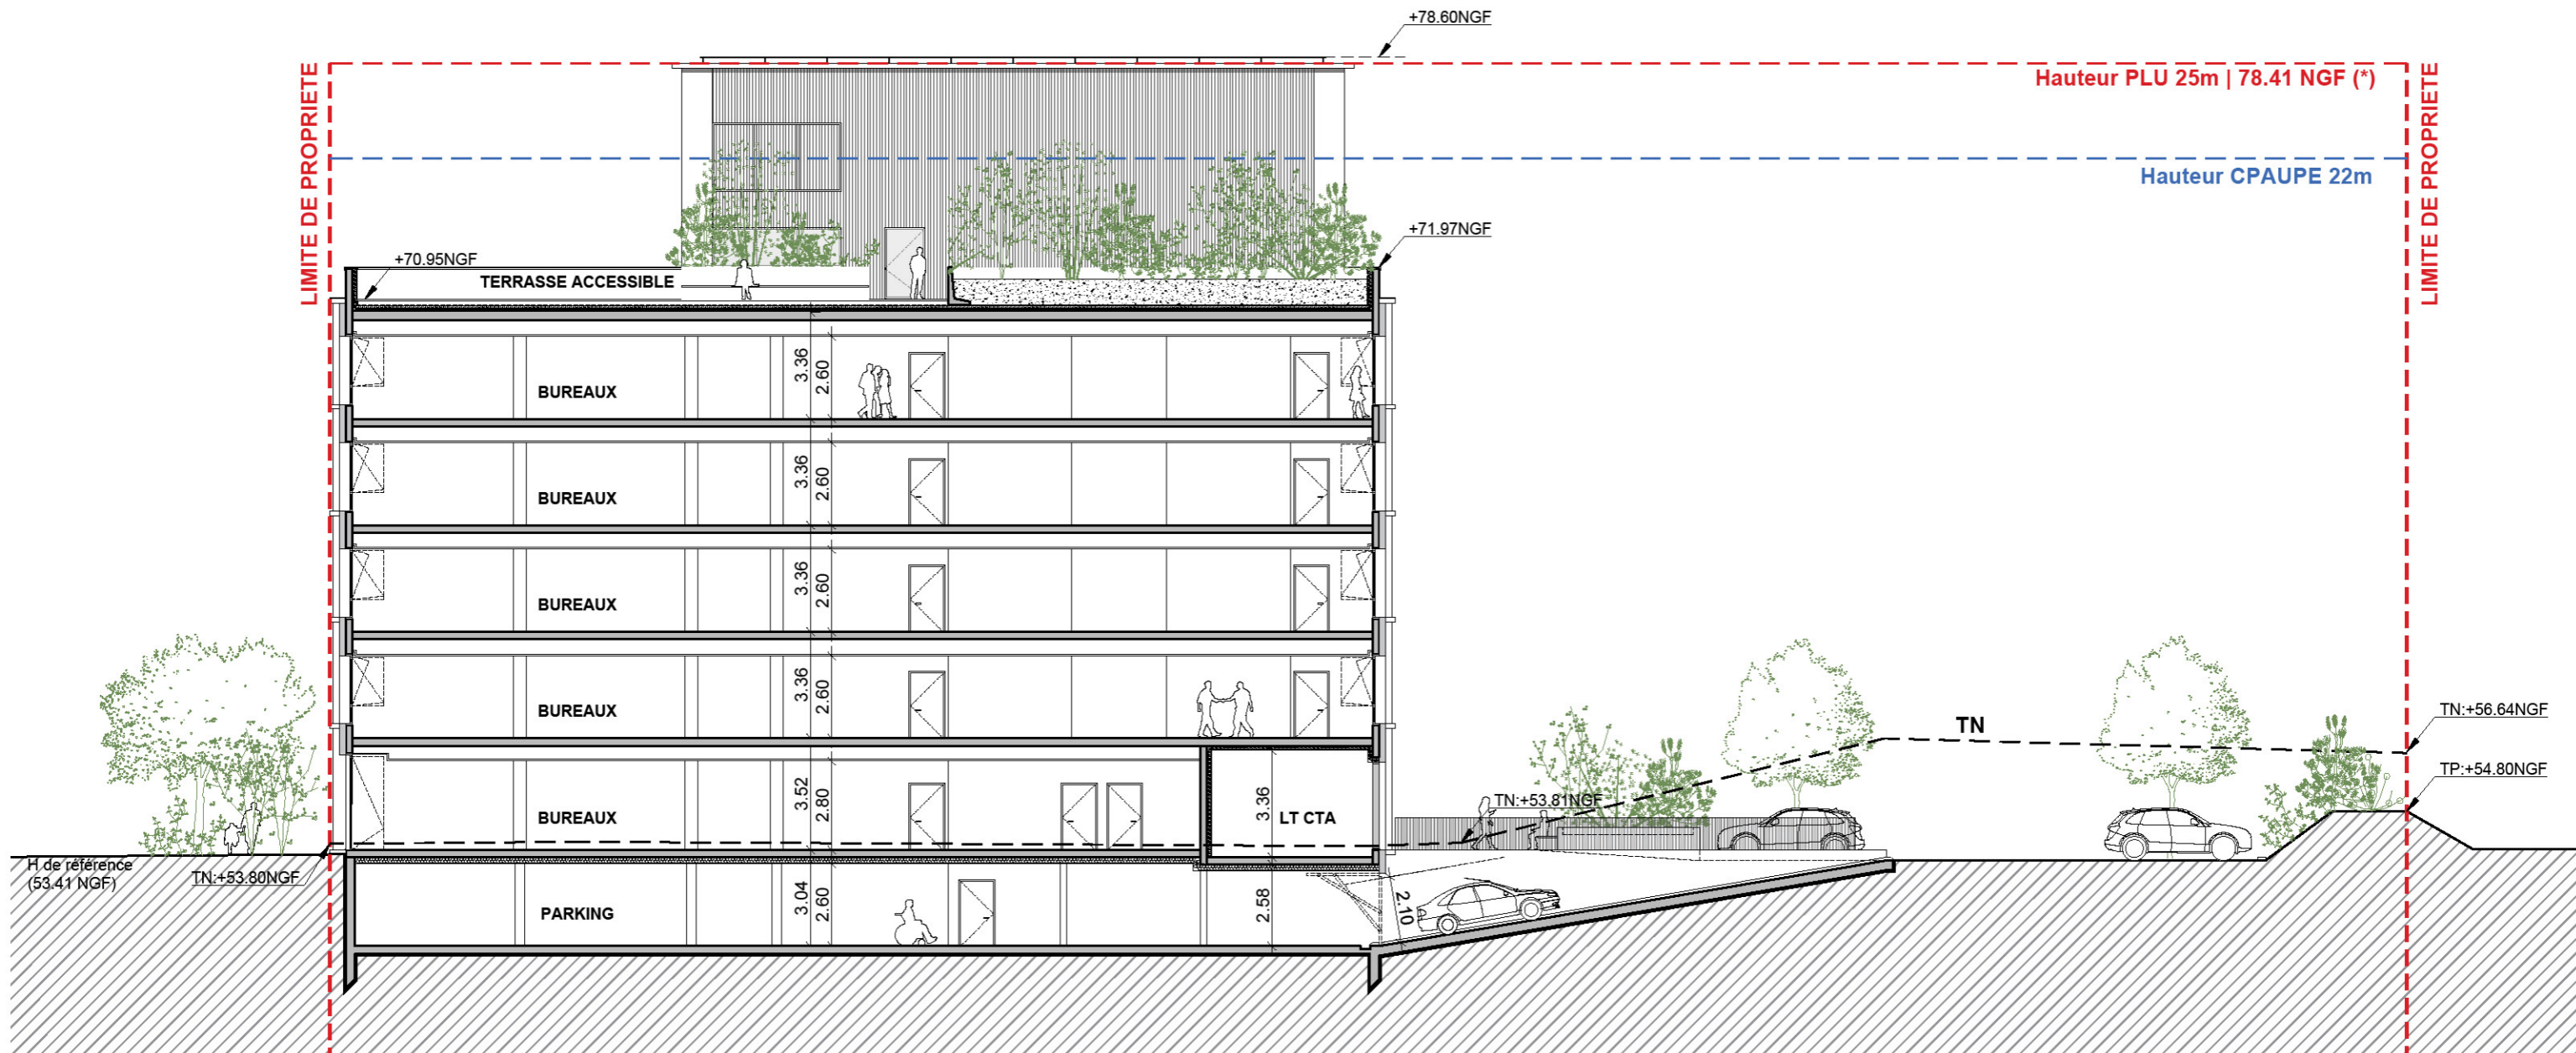 +78.60NGF
LIMITE DE PROPRIETE
Hauteur PLU 25m | 78.41 NGF (*)
LIMITE DE PROPRIETE
Hauteur CPAUPE 22m
+71.97NGF
+70.95NGF
TERRASSE ACCESSIBLE
3.36
2.60
BUREAUX
3.36
2.60
BUREAUX
3.36
2.60
BUREAUX
3.36
2.60
BUREAUX
TN:+56.64NGF
TN
TP:+54.80NGF
3.52
2.80
3.36
TN:+53.81NGF
BUREAUX
LT CTA
H de référence
(53.41 NGF)
TN:+53.80NGF
3.04
2.60
2.58
2.10
PARKING